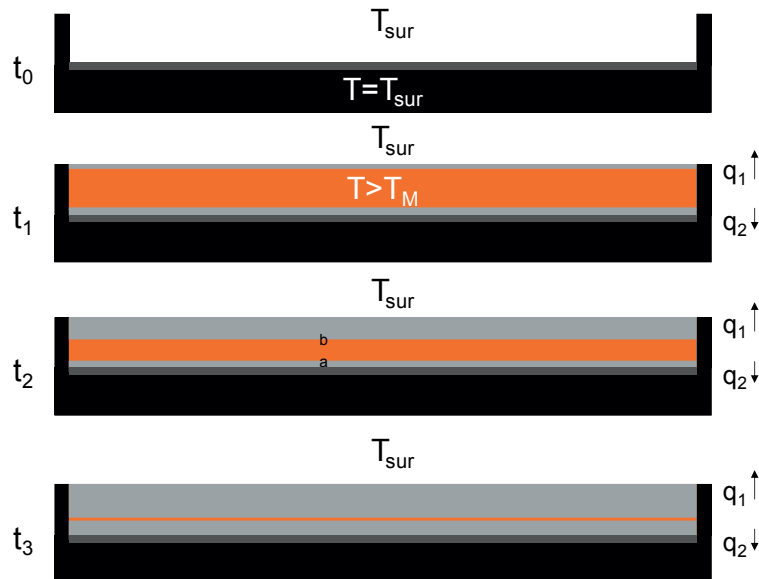 T_sur
t_0
T=T_sur
T_sur
q_1
T>T_M
t_1
q_2
T_sur
q_1
b
a
t_2
q_2
T_sur
q_1
t_3
q_2